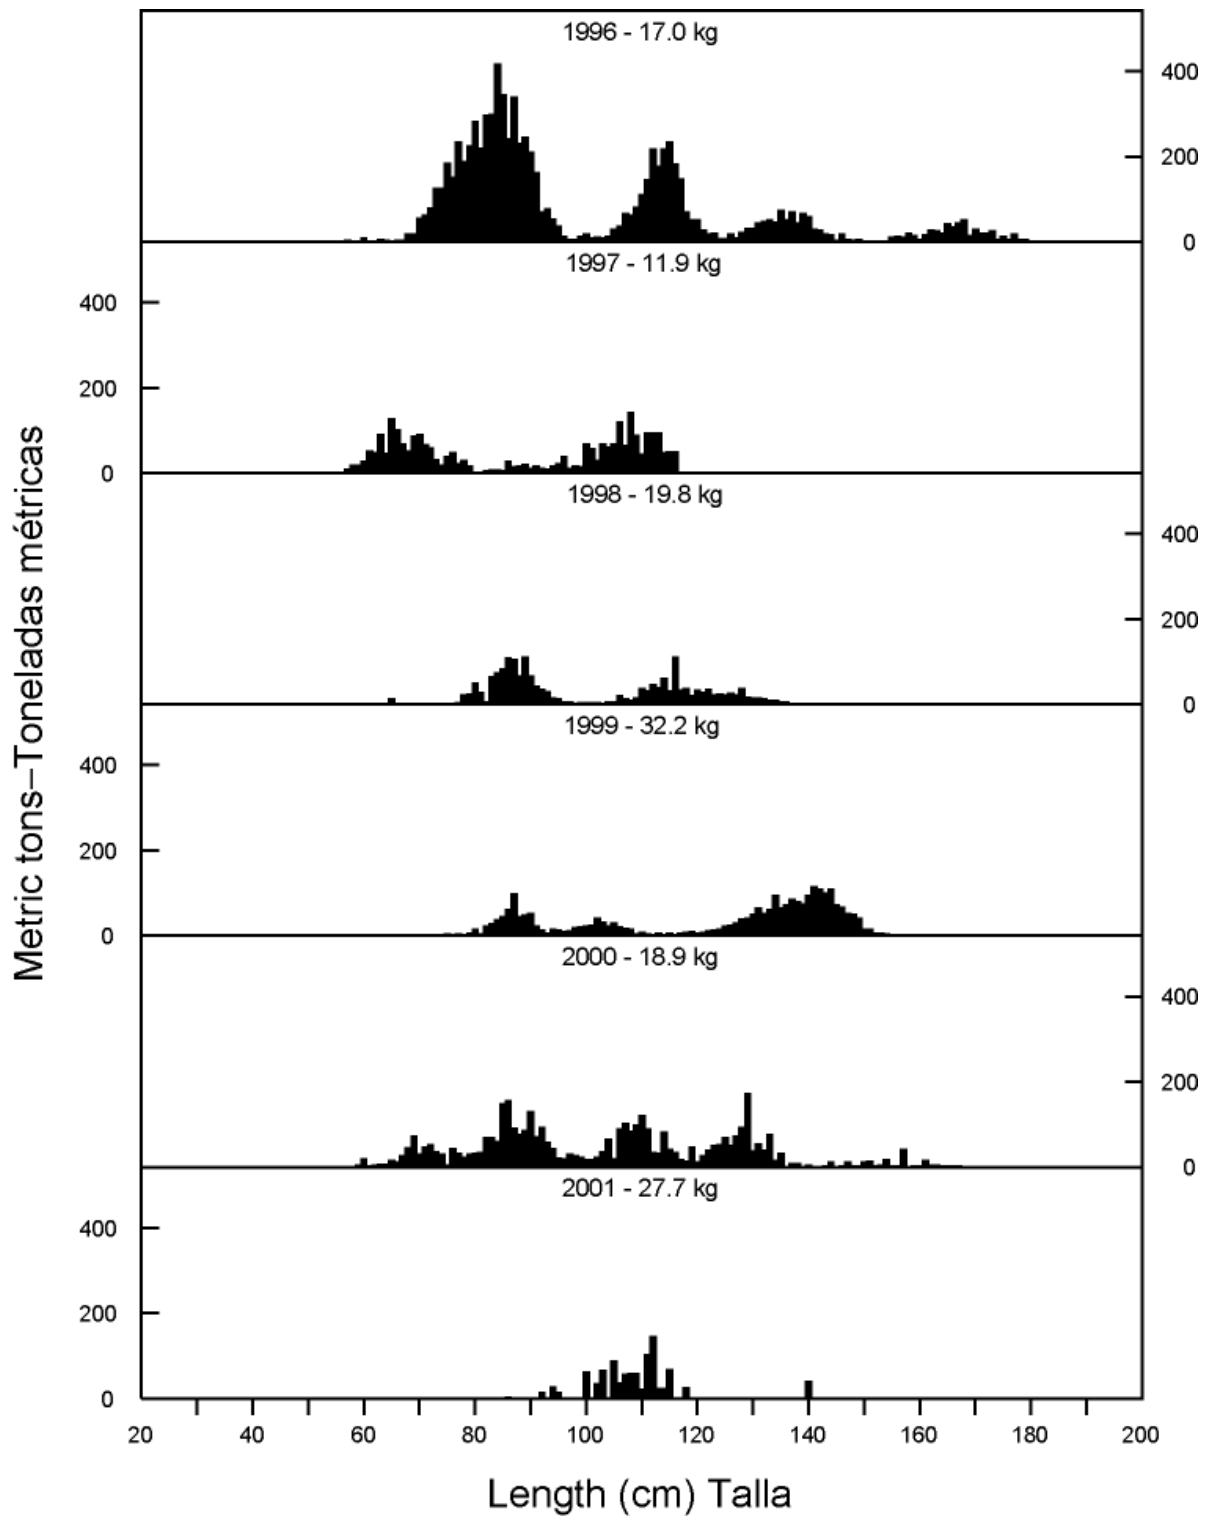 1996 - 17.0 kg
400
200
0
1997 - 11.9 kg
400
200
0
1998 - 19.8 kg
400
200
0
1999 - 32.2 kg
400
200
0
2000 - 18.9 kg
400
200
0
2001 - 27.7 kg
400
200
0
20 40 60 80 100 120 140 160 180 200
Length (cm) Talla
Metric tons–Toneladas métricas